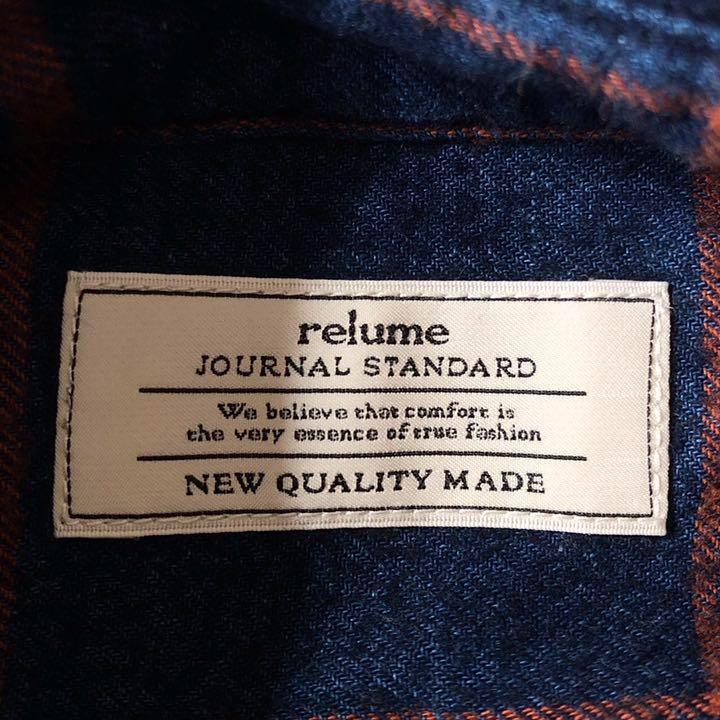 relume
JOURNAL STANDARD
We believe that comfort is
the very essence of true fashion
NEW QUALITY MADE